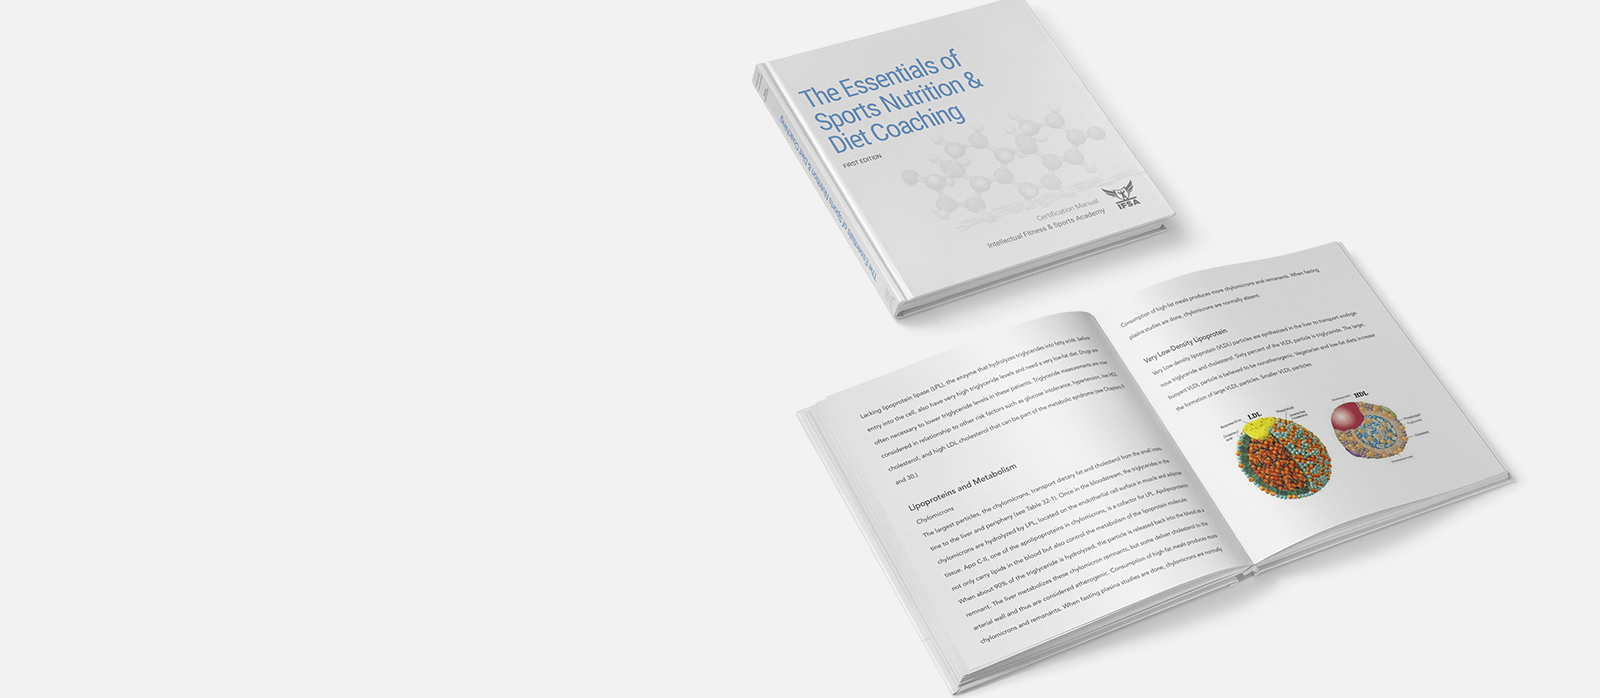 The Essentials of
Sports Nutrition &
Diet Coaching
FIRST EDITION
Certification Manual
Intellectual Fitness & Sports Academy
IFSA
The Essentials of Sports Nutrition & Diet Coaching
Lacking lipoprotein lipase (LPL), the enzyme that hydrolyzes triglycerides into fatty acids before
entry into the cell, also have very high triglyceride levels and need a very low-fat diet. Drugs are
often necessary to lower triglyceride levels in these patients. Triglyceride measurements are now
considered in relationship to other risk factors such as glucose intolerance, hypertension, low HDL
cholesterol, and high LDL cholesterol that can be part of the metabolic syndrome (see Chapters
and 30.)
Lipoproteins and Metabolism
Chylomicrons
The largest particles, the chylomicrons, transport dietary fat and cholesterol from the small intes-
tine to the liver and periphery (see Table 32-1). Once in the bloodstream, the triglycerides in the
chylomicrons are hydrolyzed by LPL, located on the endothelial cell surface in muscle and adipose
tissue. Apo C-II, one of the apolipoproteins in chylomicrons, is a cofactor for LPL. Apolipoproteins
not only carry lipids in the blood but also control the metabolism of the lipoprotein molecule.
When about 90% of the triglyceride is hydrolyzed, the particle is released back into the blood as a
remnant. The liver metabolizes these chylomicron remnants, but some deliver cholesterol to the
arterial wall and thus are considered atherogenic. Consumption of high-fat meals produces more
chylomicrons and remanants. When fasting plasma studies are done, chylomicrons are normally
Consumption of high-fat meals produces more chylomicrons and remanants. When fasting
plasma studies are done, chylomicrons are normally absent.
Very Low-Density Lipoprotein
Very Low-density lipoprotein (VLDL) particles are synthesized in the liver to transport endoge-
nous triglyceride and cholesterol. Sixty percent of the VLDL particle is triglyceride. The large,
buoyant VLDL particle is believed to be nonatherogenic. Vegetarian and low-fat diets increase
the formation of large VLDL particles. Smaller VLDL particles
LDL
HDL